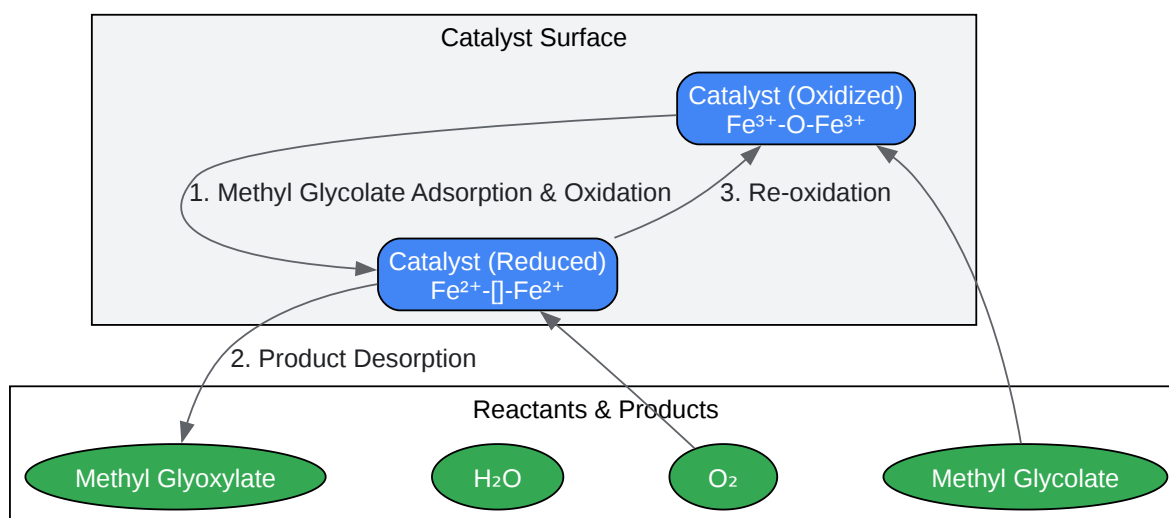 Catalyst Surface
Catalyst (Oxidized)
Fe³⁺-O-Fe³⁺
1. Methyl Glycolate Adsorption & Oxidation
3. Re-oxidation
Catalyst (Reduced)
Fe²⁺-[]-Fe²⁺
2. Product Desorption
Reactants & Products
Methyl Glyoxylate
H₂O
O₂
Methyl Glycolate